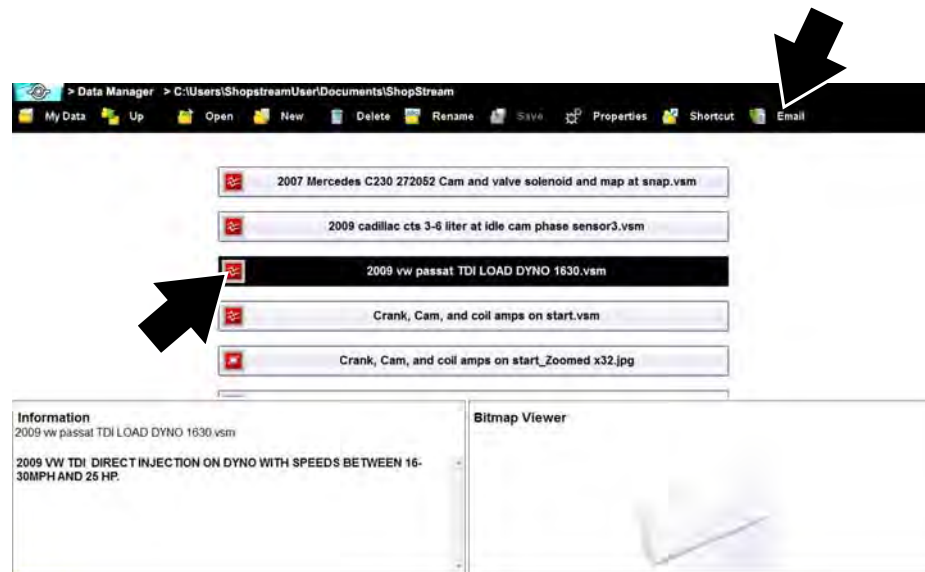 > Data Manager > C:\Users\ShopstreamUser\Documents\ShopStream
My Data Up Open New Delete Rename Save Properties Shortcut Email
2007 Mercedes C230 272052 Cam and valve solenoid and map at snap.vsm
2009 cadillac cts 3-6 liter at idle cam phase sensor3.vsm
2009 vw passat TDI LOAD DYNO 1630.vsm
Crank, Cam, and coil amps on start.vsm
Crank, Cam, and coil amps on start_Zoomed x32.jpg
Information
2009 vw passat TDI LOAD DYNO 1630.vsm
2009 VW TDI DIRECT INJECTION ON DYNO WITH SPEEDS BETWEEN 16-
30MPH AND 25 HP.
Bitmap Viewer